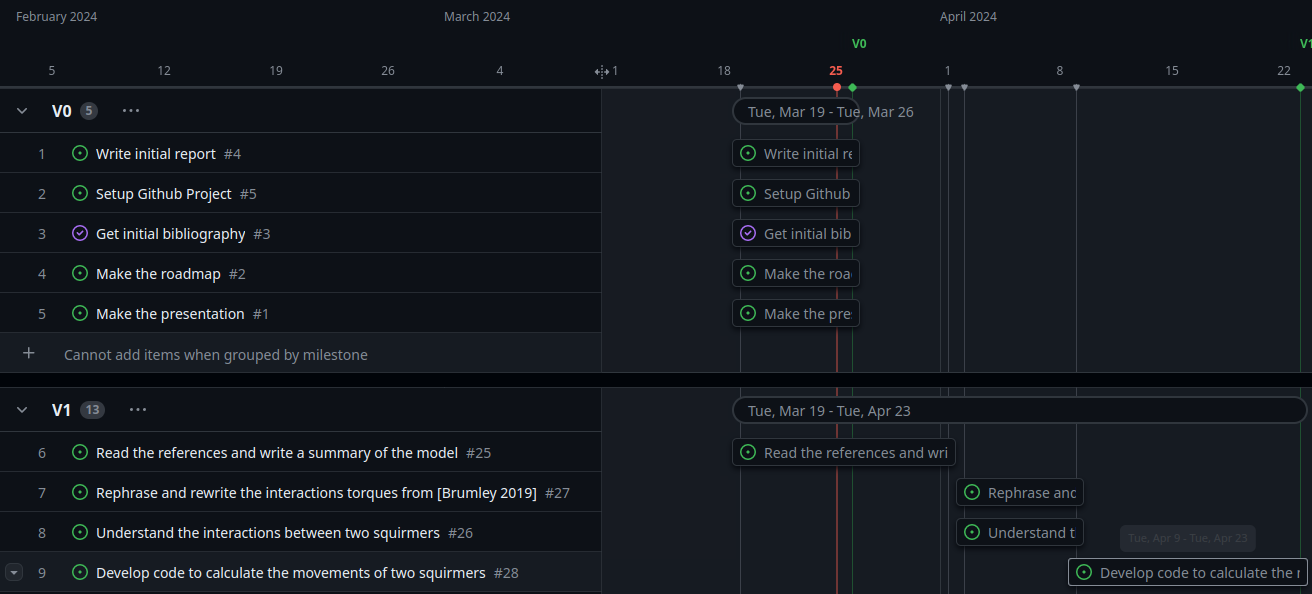 February 2024 March 2024 April 2024
V0 V1
5 12 19 26 4 1 18 25 1 8 15 22
V0 5 ··· Tue, Mar 19 - Tue, Mar 26
1 Write initial report #4 Write initial re
2 Setup Github Project #5 Setup Github
3 Get initial bibliography #3 Get initial bib
4 Make the roadmap #2 Make the roa
5 Make the presentation #1 Make the pre
+ Cannot add items when grouped by milestone
V1 13 ··· Tue, Mar 19 - Tue, Apr 23
6 Read the references and write a summary of the model #25 Read the references and wri
7 Rephrase and rewrite the interactions torques from [Brumley 2019] #27 Rephrase and
8 Understand the interactions between two squirmers #26 Understand t
Tue, Apr 9 - Tue, Apr 23
9 Develop code to calculate the movements of two squirmers #28 Develop code to calculate the